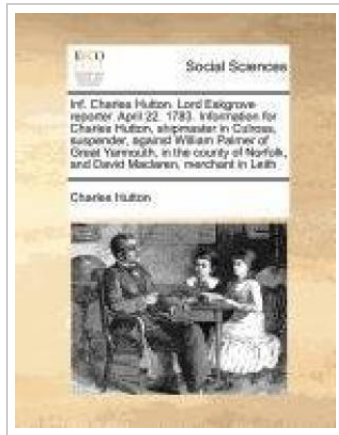 ECCO
Social Sciences
Inf. Charles Hutton. Lord Eskgrove
reporter. April 22. 1783. Information for
Charles Hutton, shipmaster in Culross,
suspender, against William Palmer of
Great Yarmouth, in the county of Norfolk,
and David Maclaren, merchant in Leith
Charles Hutton